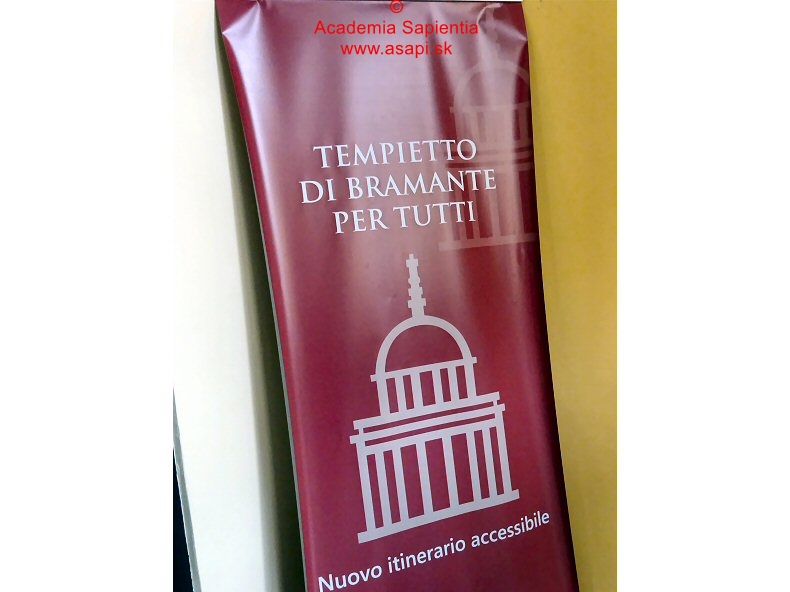 ©
Academia Sapientia
www.asapi.sk
TEMPIETTO
DI BRAMANTE
PER TUTTI
Nuovo itinerario accessibile